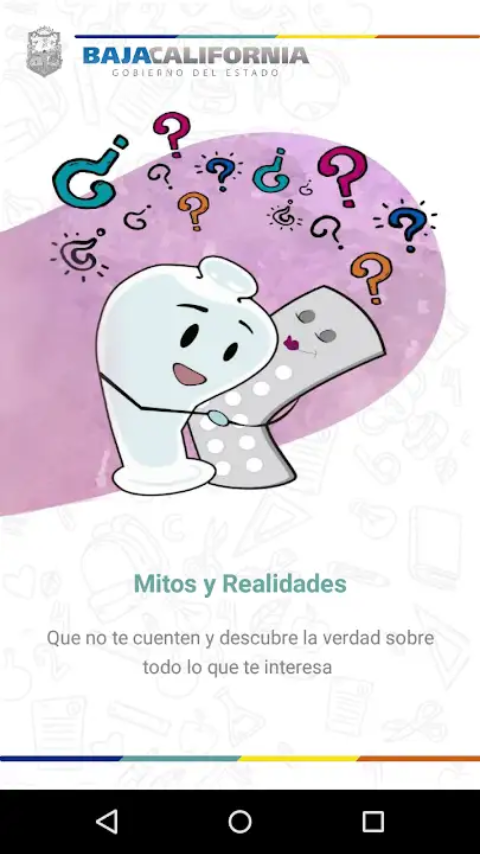 BAJACALIFORNIA
GOBIERNO DEL ESTADO
Mitos y Realidades
Que no te cuenten y descubre la verdad sobre
todo lo que te interesa